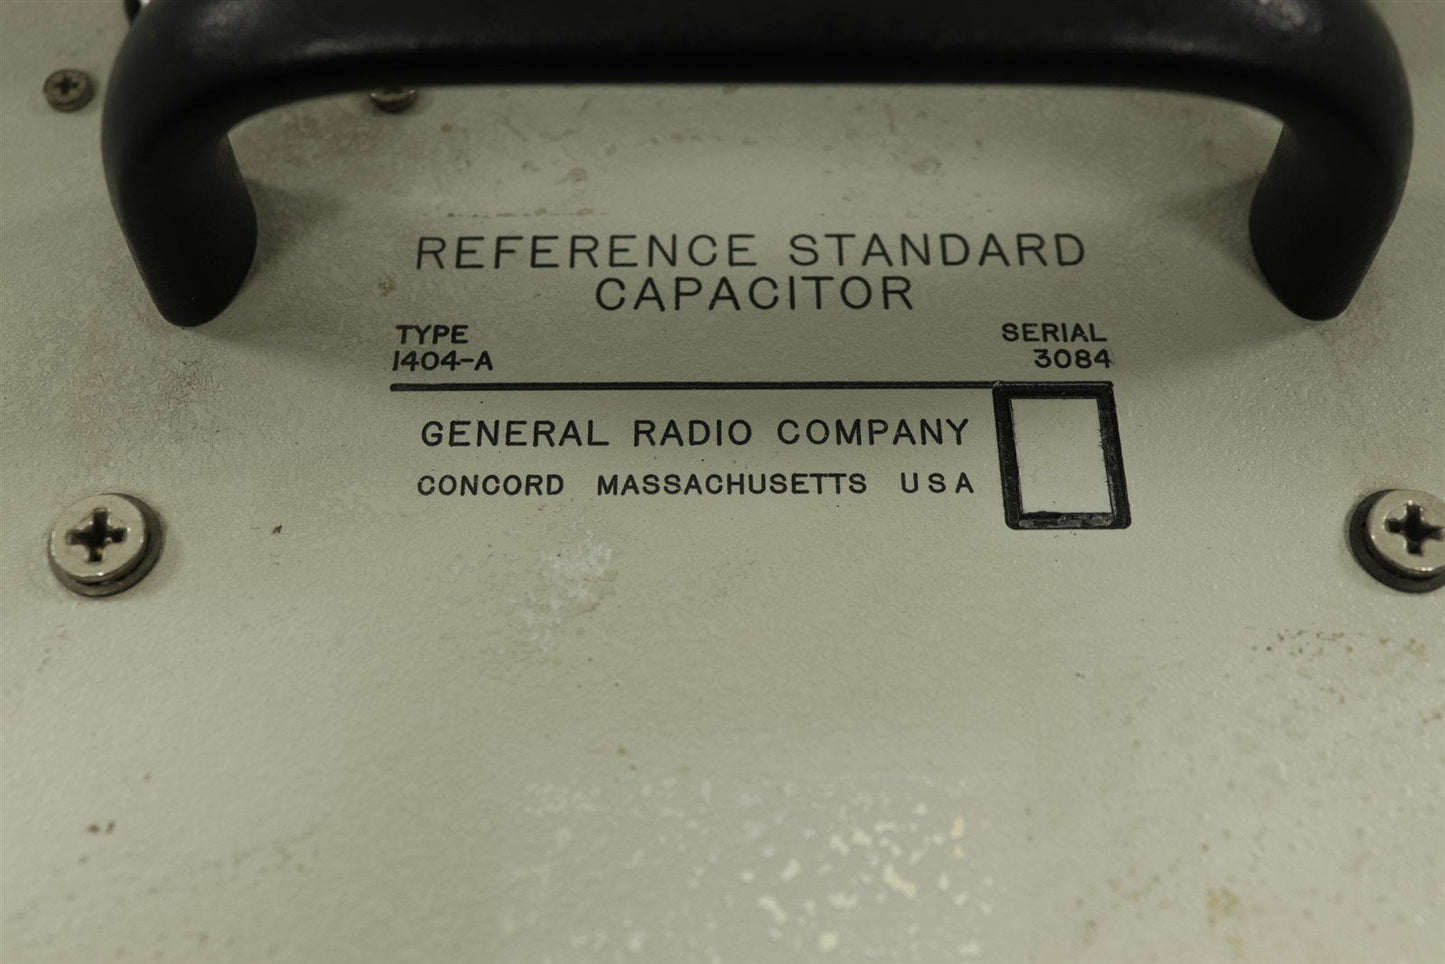 REFERENCE STANDARD
CAPACITOR
TYPE
1404-A
SERIAL
3084
GENERAL RADIO COMPANY
CONCORD MASSACHUSETTS USA